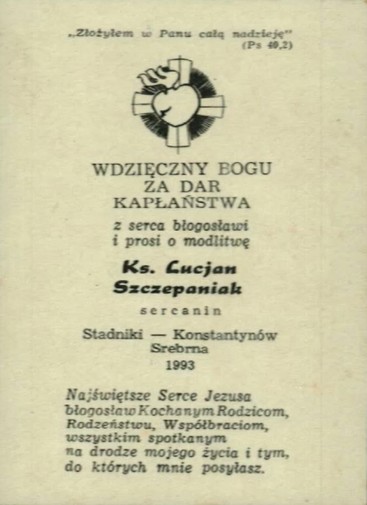 „Złożyłem w Panu całą nadzieję"
(Ps 40,2)
WDZIĘCZNY BOGU
ZA DAR
KAPŁAŃSTWA
z serca błogosławi
i prosi o modlitwę
Ks. Lucjan
Szczepaniak
sercanin
Stadniki — Konstantynów
Srebrna
1993
Najświętsze Serce Jezusa
błogosław Kochanym Rodzicom,
Rodzeństwu, Współbraciom,
wszystkim spotkanym
na drodze mojego życia i tym,
do których mnie posyłasz.